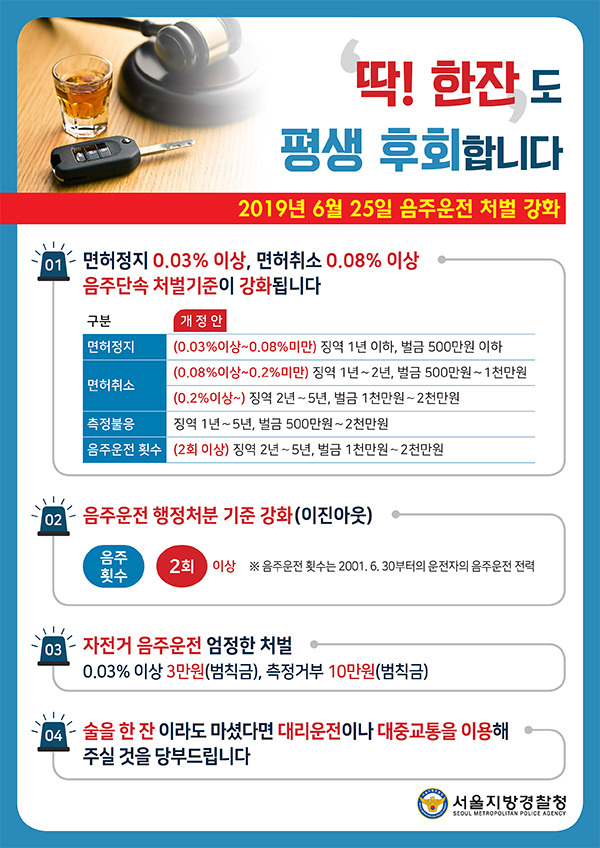 ‘딱! 한잔’도
평생 후회합니다
2019년 6월 25일 음주운전 처벌 강화
01
면허정지 0.03% 이상, 면허취소 0.08% 이상
음주단속 처벌기준이 강화됩니다
구분 개정안
면허정지 (0.03%이상~0.08%미만) 징역 1년 이하, 벌금 500만원 이하
면허취소 (0.08%이상~0.2%미만) 징역 1년~2년, 벌금 500만원~1천만원
(0.2%이상~) 징역 2년~5년, 벌금 1천만원~2천만원
측정불응 징역 1년~5년, 벌금 500만원~2천만원
음주운전 횟수 (2회 이상) 징역 2년~5년, 벌금 1천만원~2천만원
02
음주운전 행정처분 기준 강화(이진아웃)
음주
횟수
2회 이상 ※ 음주운전 횟수는 2001. 6. 30부터의 운전자의 음주운전 전력
03
자전거 음주운전 엄정한 처벌
0.03% 이상 3만원(범칙금), 측정거부 10만원(범칙금)
04
술을 한 잔 이라도 마셨다면 대리운전이나 대중교통을 이용해
주실 것을 당부드립니다
서울지방경찰청
SEOUL METROPOLITAN POLICE AGENCY